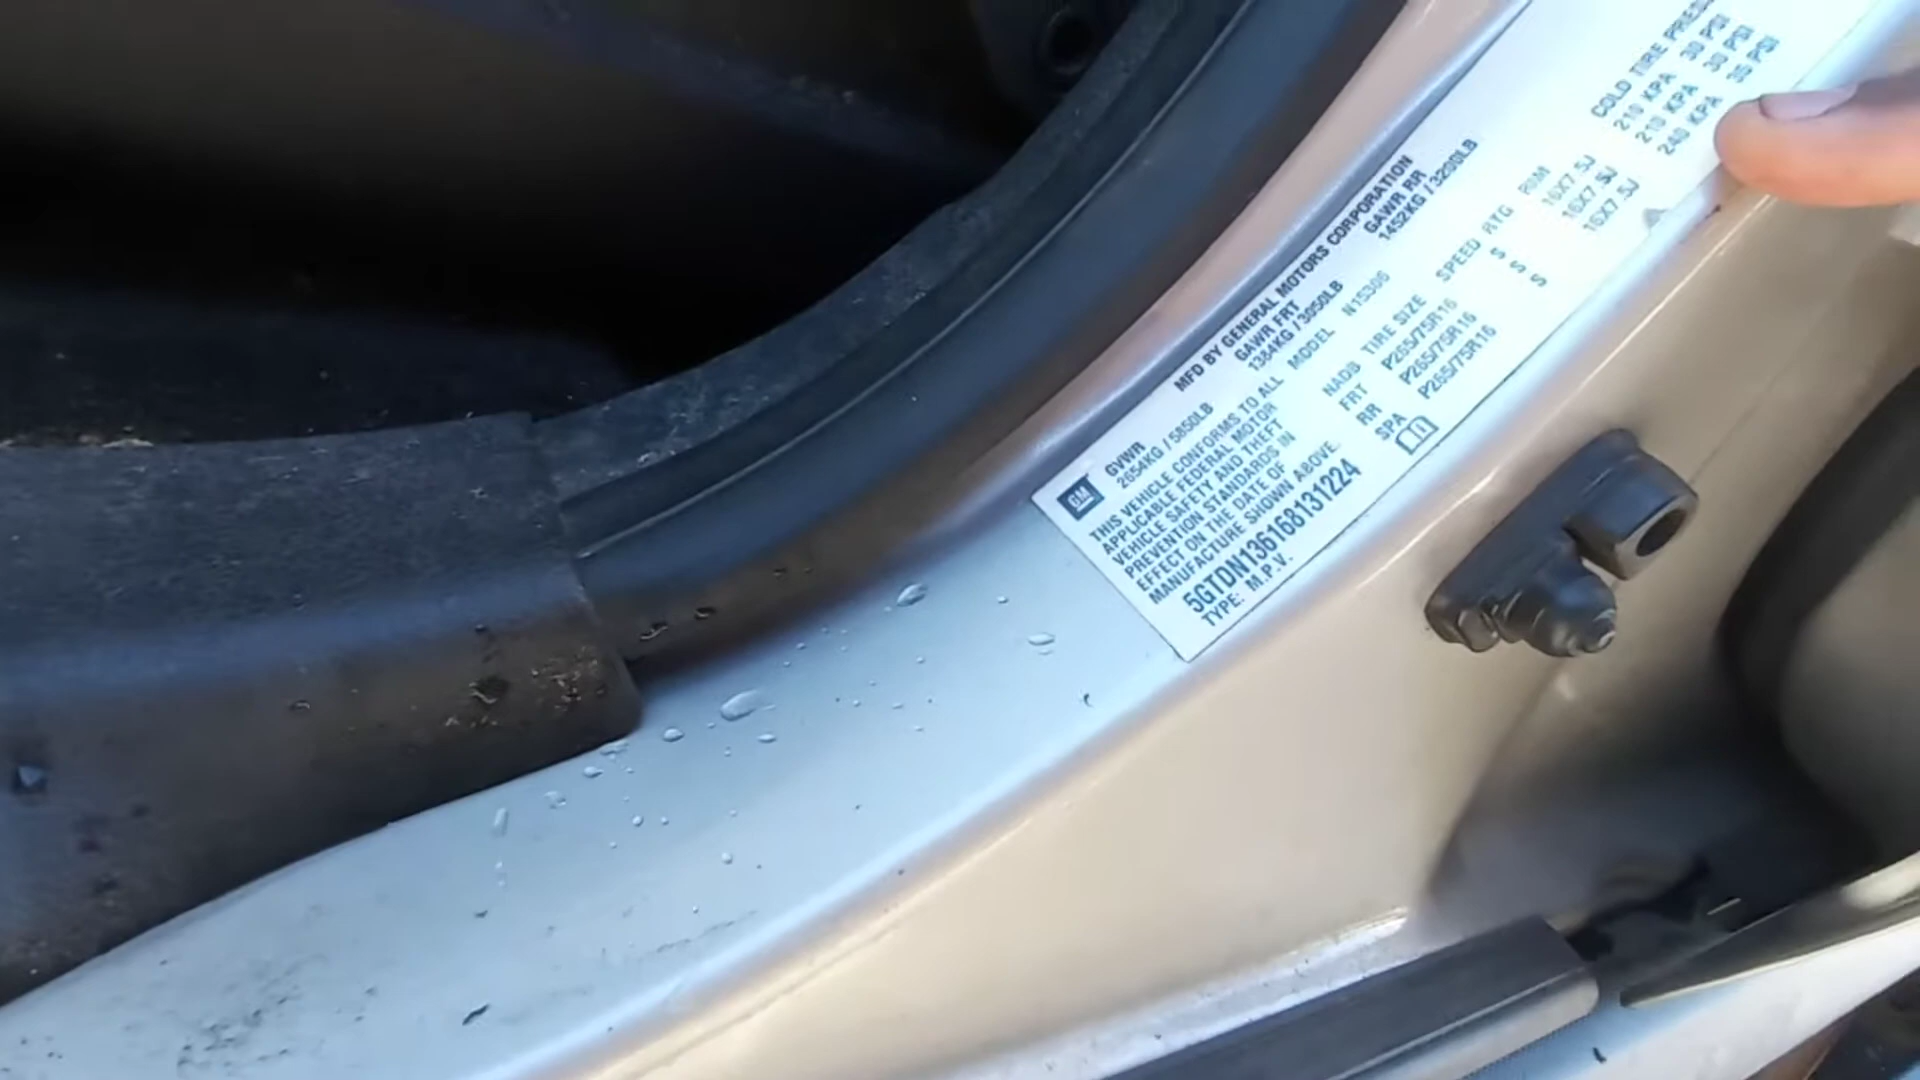 GM
MFD BY GENERAL MOTORS CORPORATION
GVWR GAWR FRT GAWR RR
2654KG / 5850LB 1384KG / 3050LB 1452KG / 3200LB
THIS VEHICLE CONFORMS TO ALL
APPLICABLE FEDERAL MOTOR
VEHICLE SAFETY AND THEFT
PREVENTION STANDARDS IN
EFFECT ON THE DATE OF
MANUFACTURE SHOWN ABOVE.
5GTDN136168131224
TYPE: M.P.V.
MODEL N15306
NADB TIRE SIZE SPEED RTG RIM COLD TIRE
FRT P265/75R16 S 16X7.5J 210 KPA 30 PSI
RR P265/75R16 S 16X7.5J 210 KPA 30 PSI
SPA P265/75R16 S 16X7.5J 240 KPA 35 PSI